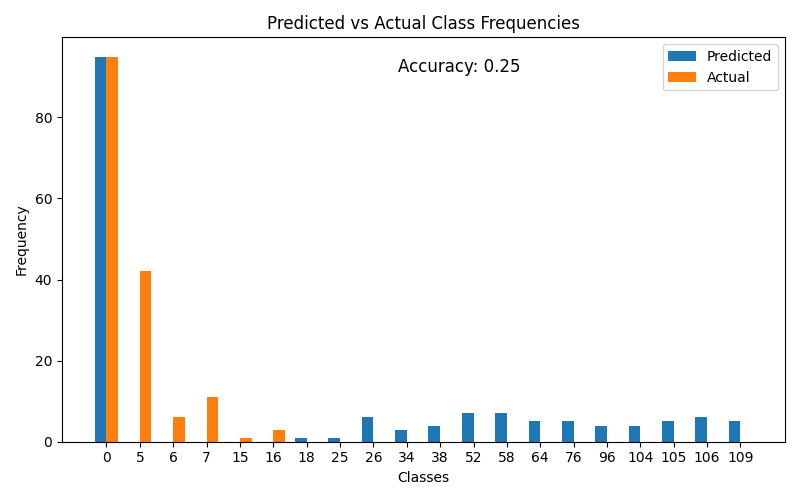 Predicted vs Actual Class Frequencies
Accuracy: 0.25
Predicted
Actual
Frequency
80
60
40
20
0
0 5 6 7 15 16 18 25 26 34 38 52 58 64 76 96 104 105 106 109
Classes